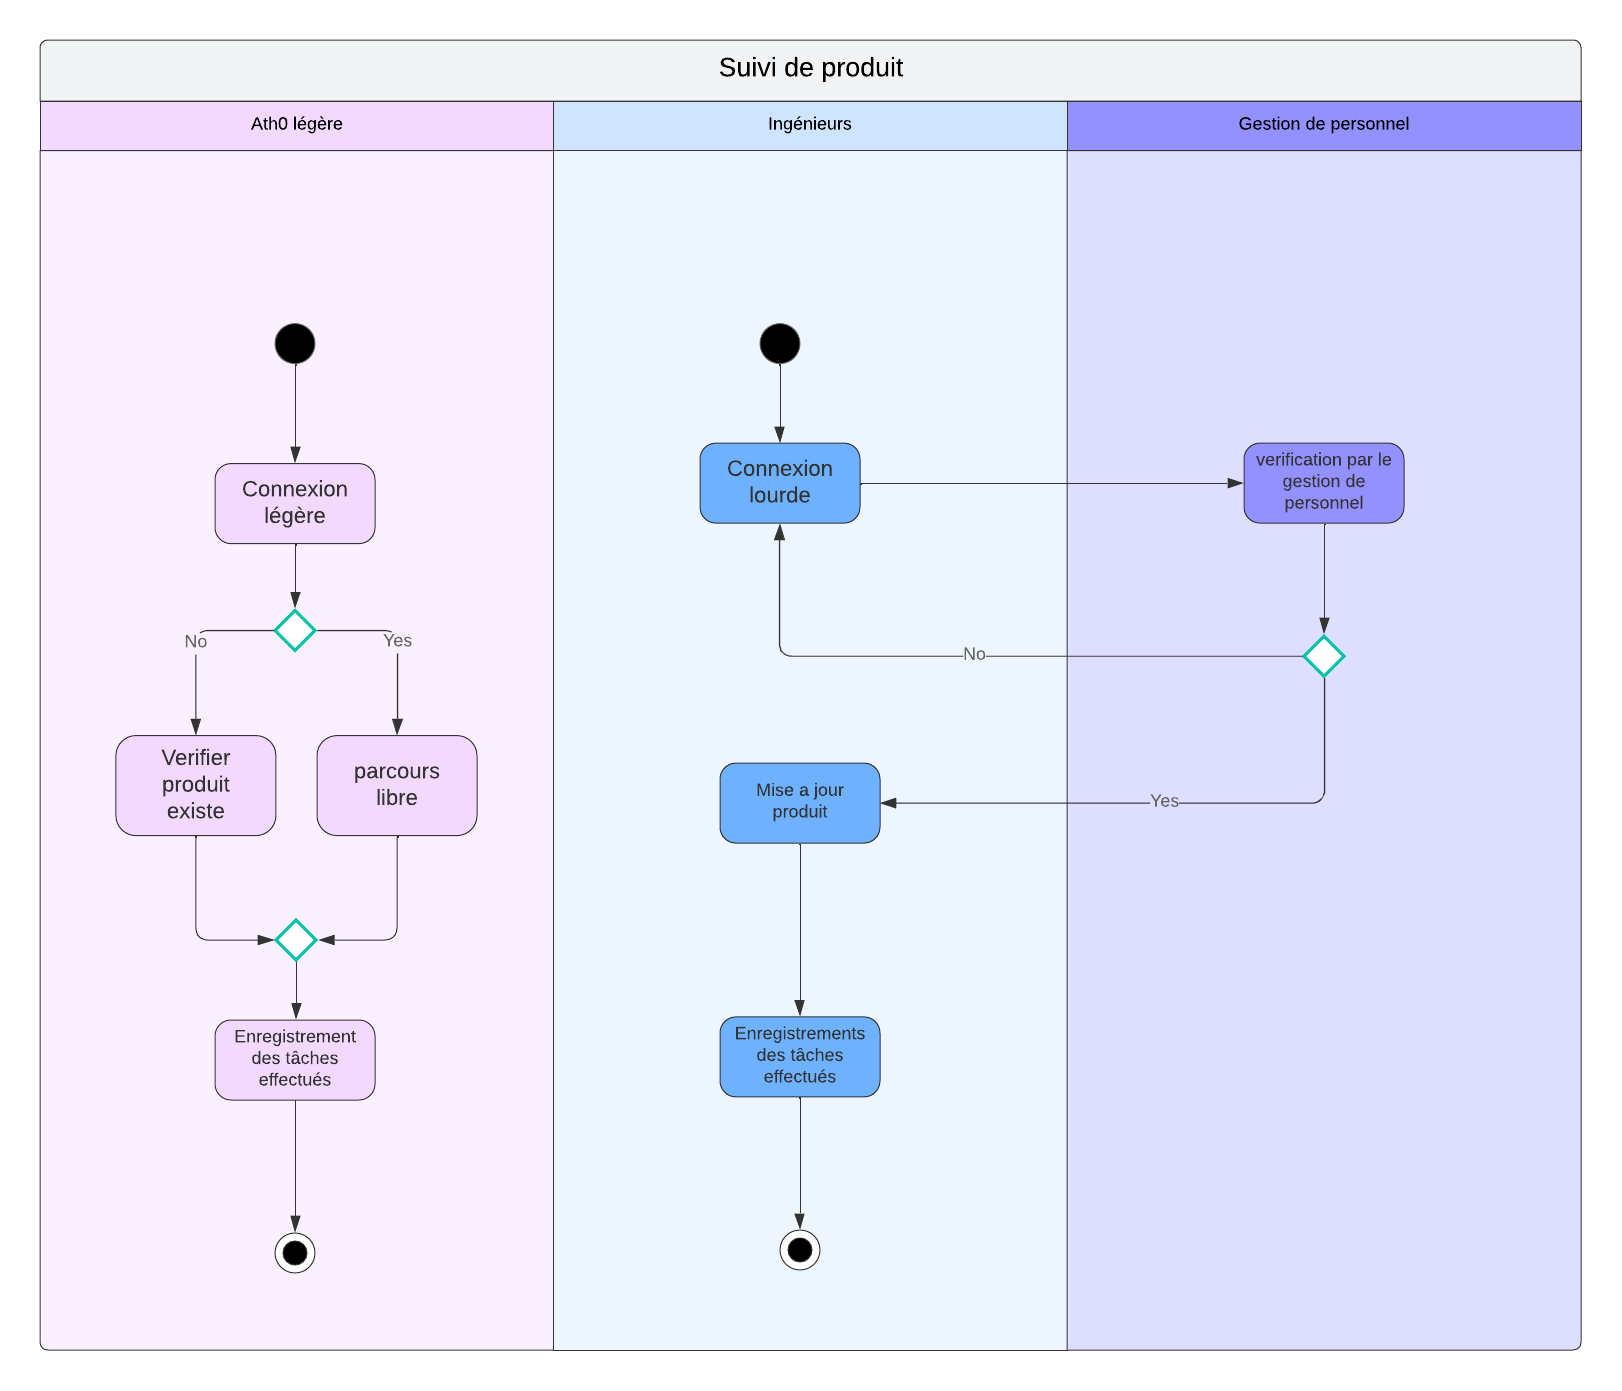 Suivi de produit
Ath0 légère
Ingénieurs
Gestion de personnel
Connexion
légère
No
Yes
Verifier
produit
existe
parcours
libre
Enregistrement
des tâches
effectués
Connexion
lourde
verification par le
gestion de
personnel
No
Yes
Mise a jour
produit
Enregistrements
des tâches
effectués